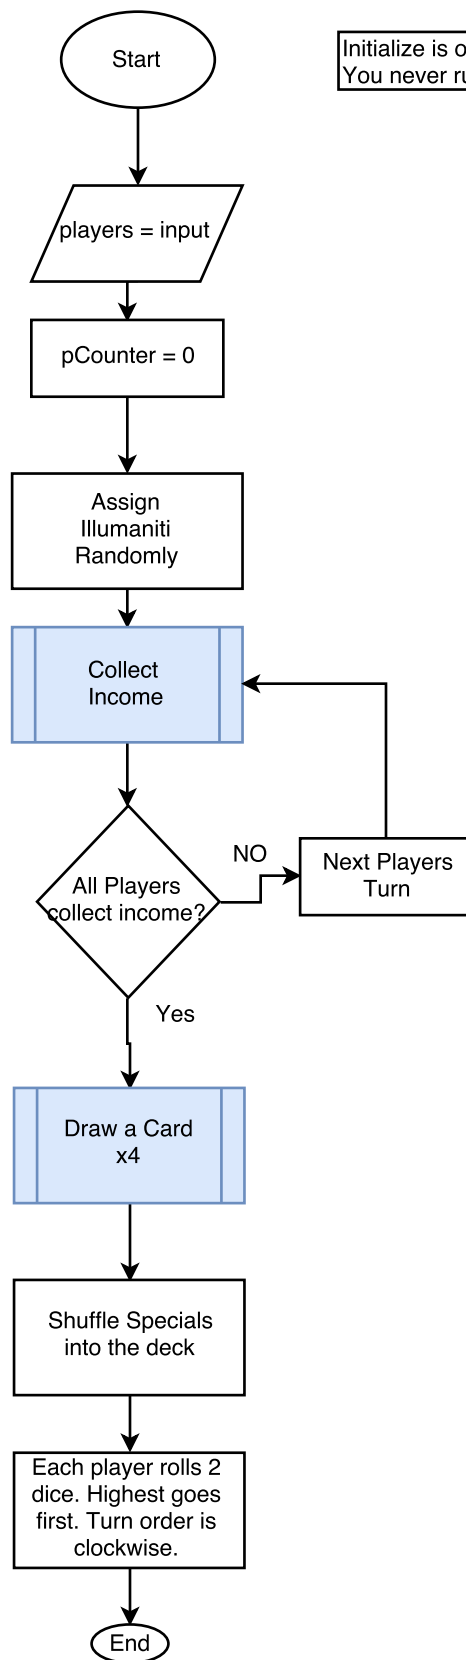 Start
Initialize is
You never
players = input
pCounter = 0
Assign
Illumaniti
Randomly
Collect
Income
All Players
collect income?
NO
Next Players
Turn
Yes
Draw a Card
x4
Shuffle Specials
into the deck
Each player rolls 2
dice. Highest goes
first. Turn order is
clockwise.
End